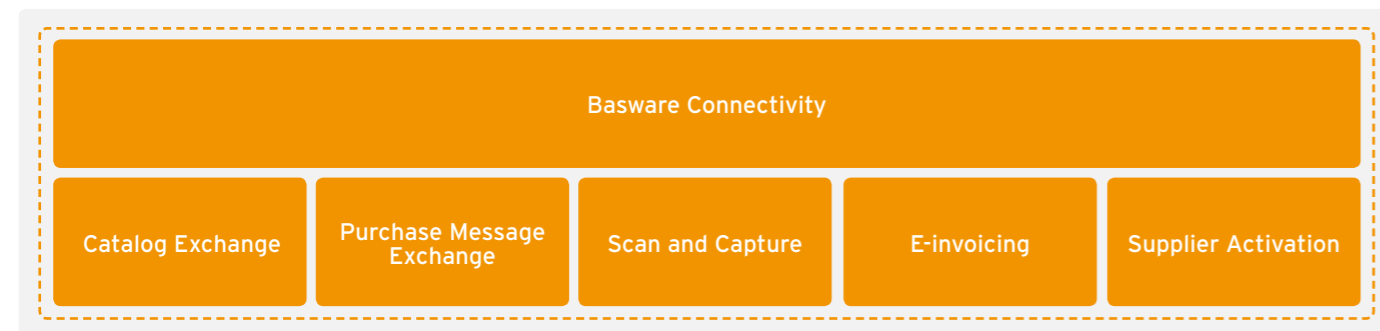 Basware Connectivity
Catalog Exchange
Purchase Message
Exchange
Scan and Capture
E-invoicing
Supplier Activation